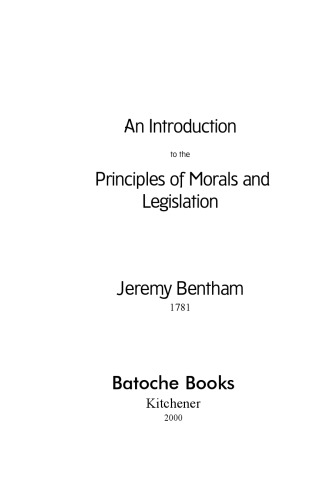 An Introduction
to the
Principles of Morals and
Legislation
Jeremy Bentham
1781
Batoche Books
Kitchener
2000